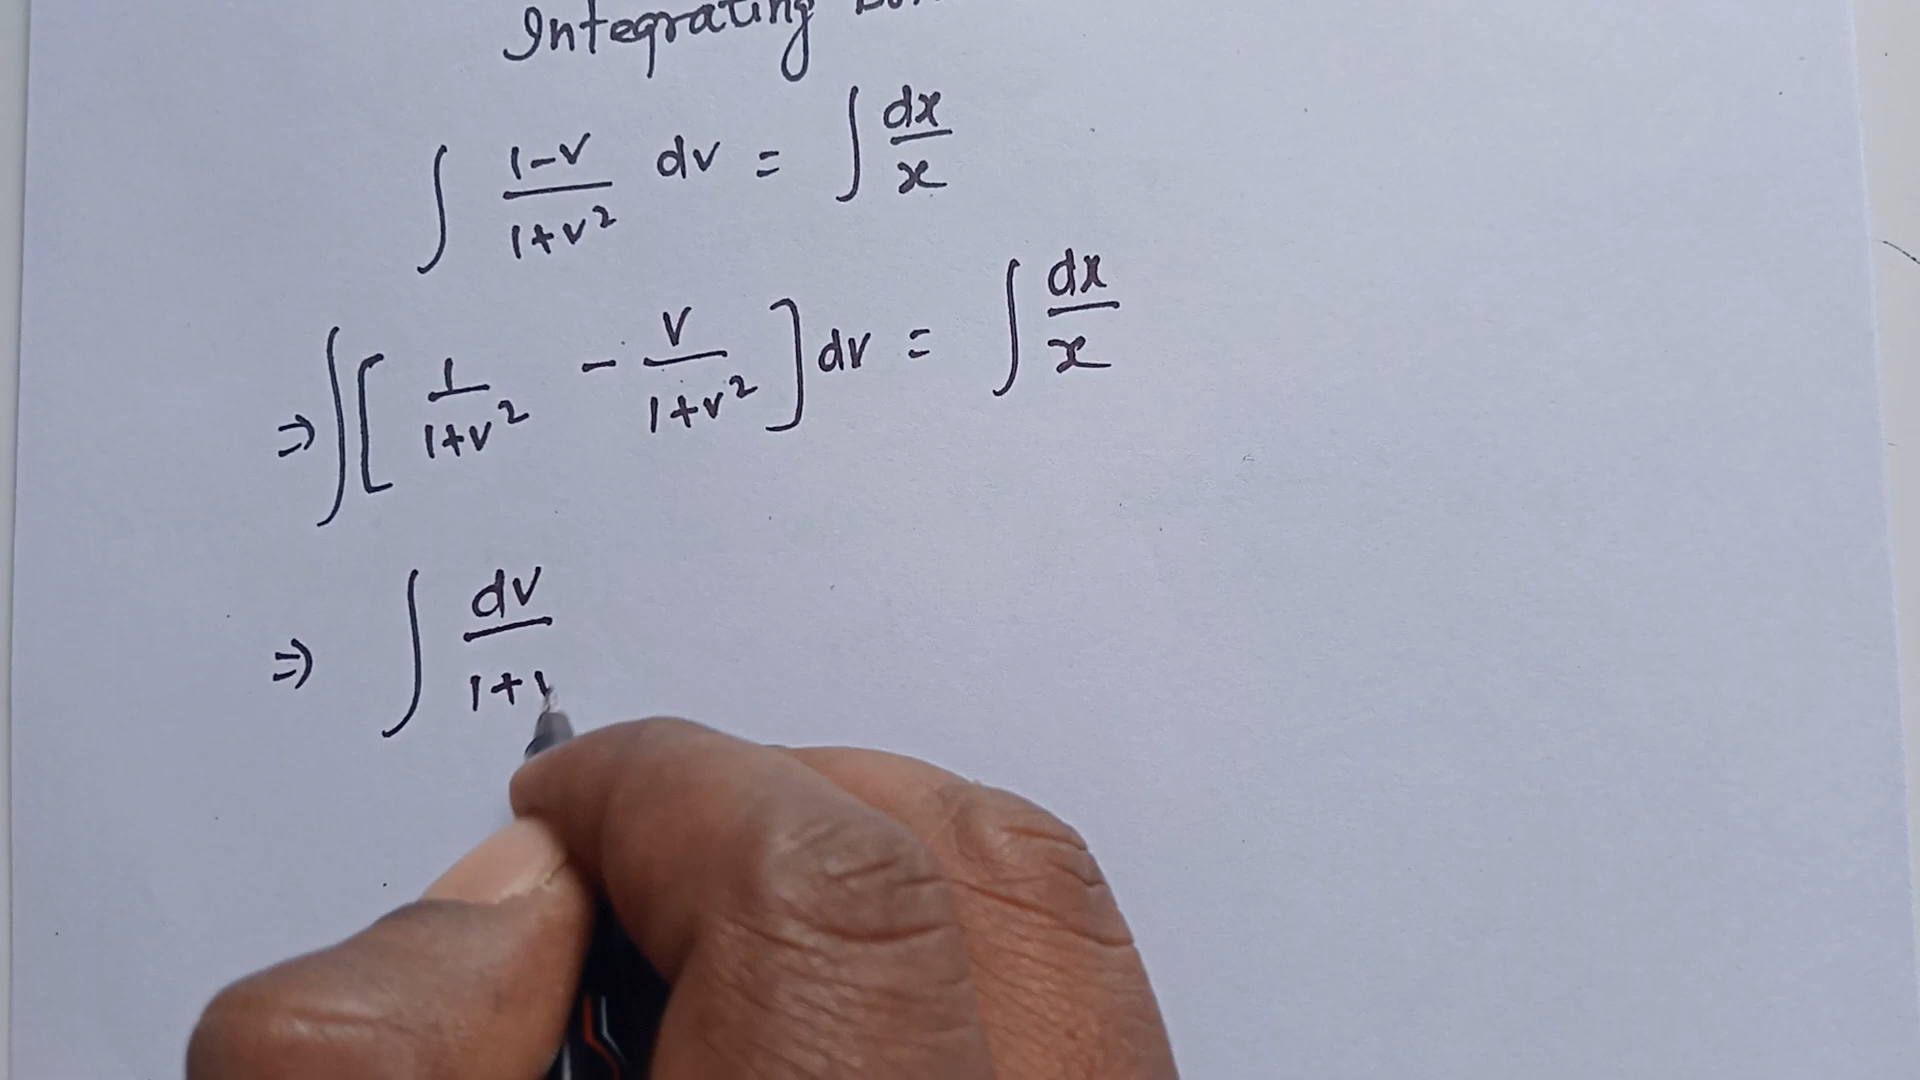 Integrating
∫ 1-v/1+v² dv = ∫ dx/x
⇒ ∫ [ 1/1+v² - v/1+v² ] dv = ∫ dx/x
⇒ ∫ dv/1+v